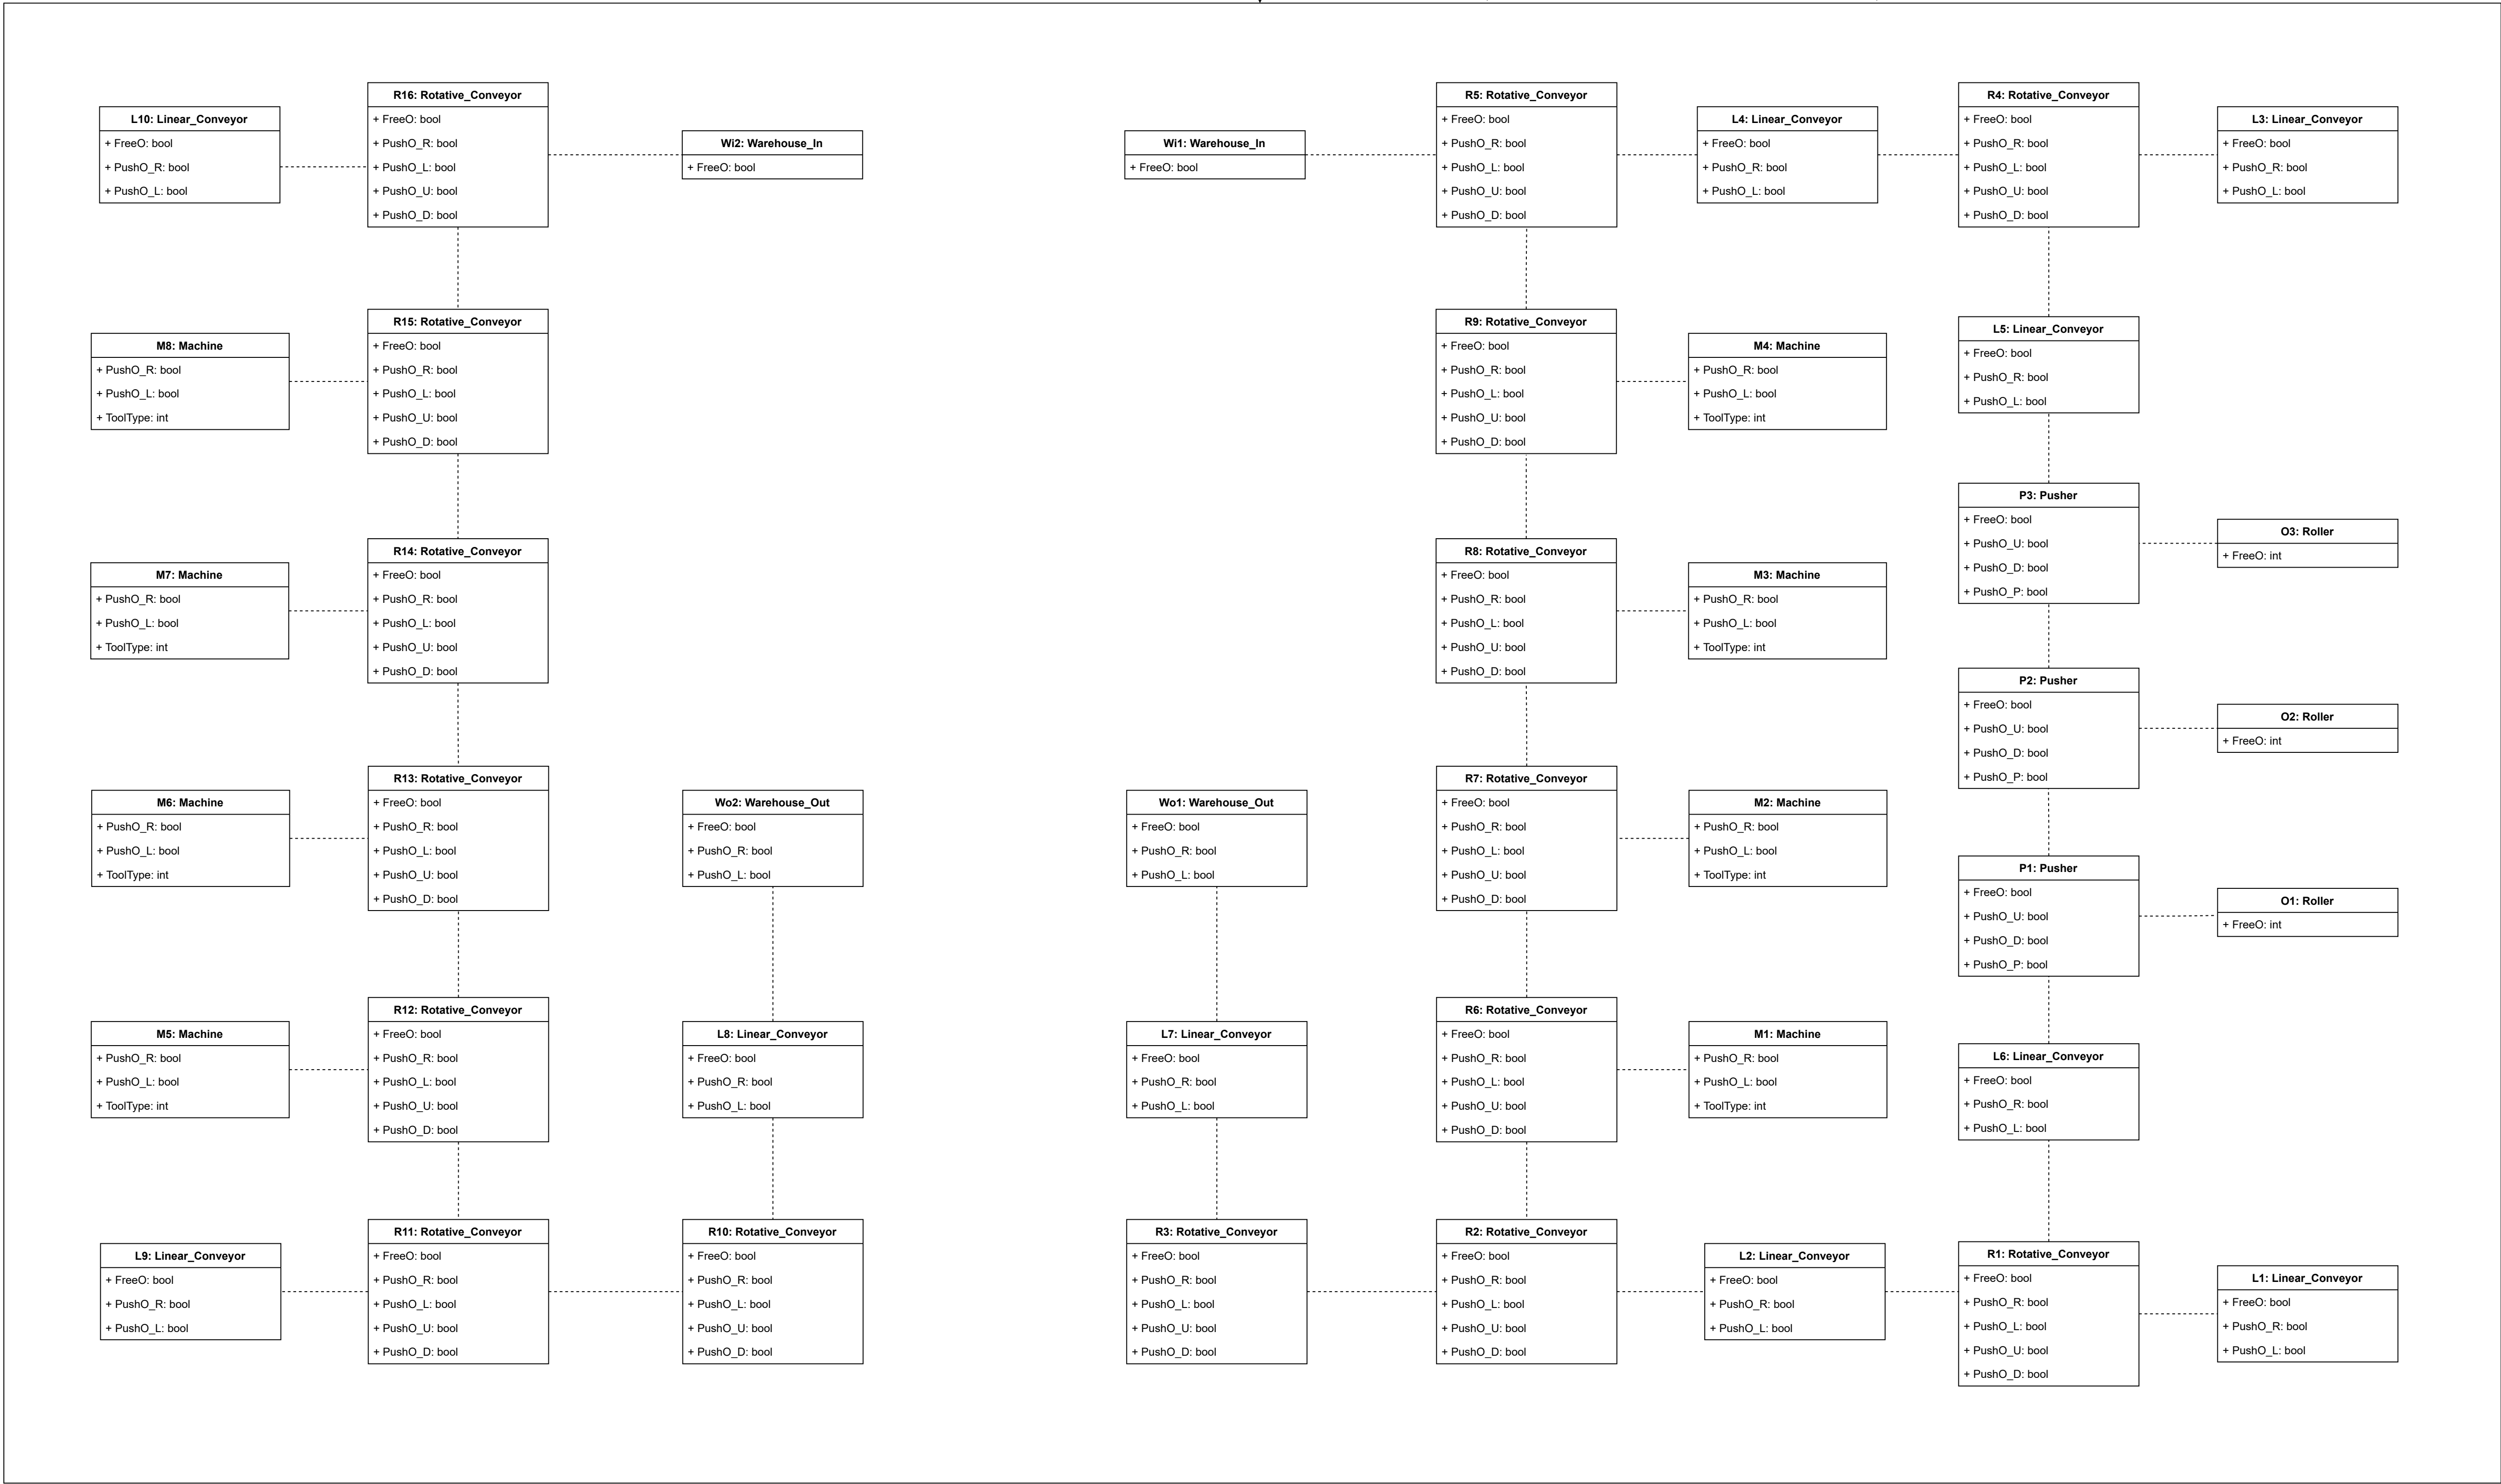 L10: Linear_Conveyor
+ FreeO: bool
+ PushO_R: bool
+ PushO_L: bool
R16: Rotative_Conveyor
+ FreeO: bool
+ PushO_R: bool
+ PushO_L: bool
+ PushO_U: bool
+ PushO_D: bool
Wi2: Warehouse_In
+ FreeO: bool
Wi1: Warehouse_In
+ FreeO: bool
R5: Rotative_Conveyor
+ FreeO: bool
+ PushO_R: bool
+ PushO_L: bool
+ PushO_U: bool
+ PushO_D: bool
L4: Linear_Conveyor
+ FreeO: bool
+ PushO_R: bool
+ PushO_L: bool
R4: Rotative_Conveyor
+ FreeO: bool
+ PushO_R: bool
+ PushO_L: bool
+ PushO_U: bool
+ PushO_D: bool
L3: Linear_Conveyor
+ FreeO: bool
+ PushO_R: bool
+ PushO_L: bool
M8: Machine
+ PushO_R: bool
+ PushO_L: bool
+ ToolType: int
R15: Rotative_Conveyor
+ FreeO: bool
+ PushO_R: bool
+ PushO_L: bool
+ PushO_U: bool
+ PushO_D: bool
R9: Rotative_Conveyor
+ FreeO: bool
+ PushO_R: bool
+ PushO_L: bool
+ PushO_U: bool
+ PushO_D: bool
M4: Machine
+ PushO_R: bool
+ PushO_L: bool
+ ToolType: int
L5: Linear_Conveyor
+ FreeO: bool
+ PushO_R: bool
+ PushO_L: bool
P3: Pusher
+ FreeO: bool
+ PushO_U: bool
+ PushO_D: bool
+ PushO_P: bool
O3: Roller
+ FreeO: int
M7: Machine
+ PushO_R: bool
+ PushO_L: bool
+ ToolType: int
R14: Rotative_Conveyor
+ FreeO: bool
+ PushO_R: bool
+ PushO_L: bool
+ PushO_U: bool
+ PushO_D: bool
R8: Rotative_Conveyor
+ FreeO: bool
+ PushO_R: bool
+ PushO_L: bool
+ PushO_U: bool
+ PushO_D: bool
M3: Machine
+ PushO_R: bool
+ PushO_L: bool
+ ToolType: int
P2: Pusher
+ FreeO: bool
+ PushO_U: bool
+ PushO_D: bool
+ PushO_P: bool
O2: Roller
+ FreeO: int
M6: Machine
+ PushO_R: bool
+ PushO_L: bool
+ ToolType: int
R13: Rotative_Conveyor
+ FreeO: bool
+ PushO_R: bool
+ PushO_L: bool
+ PushO_U: bool
+ PushO_D: bool
Wo2: Warehouse_Out
+ FreeO: bool
+ PushO_R: bool
+ PushO_L: bool
Wo1: Warehouse_Out
+ FreeO: bool
+ PushO_R: bool
+ PushO_L: bool
R7: Rotative_Conveyor
+ FreeO: bool
+ PushO_R: bool
+ PushO_L: bool
+ PushO_U: bool
+ PushO_D: bool
M2: Machine
+ PushO_R: bool
+ PushO_L: bool
+ ToolType: int
P1: Pusher
+ FreeO: bool
+ PushO_U: bool
+ PushO_D: bool
+ PushO_P: bool
O1: Roller
+ FreeO: int
M5: Machine
+ PushO_R: bool
+ PushO_L: bool
+ ToolType: int
R12: Rotative_Conveyor
+ FreeO: bool
+ PushO_R: bool
+ PushO_L: bool
+ PushO_U: bool
+ PushO_D: bool
L8: Linear_Conveyor
+ FreeO: bool
+ PushO_R: bool
+ PushO_L: bool
L7: Linear_Conveyor
+ FreeO: bool
+ PushO_R: bool
+ PushO_L: bool
R6: Rotative_Conveyor
+ FreeO: bool
+ PushO_R: bool
+ PushO_L: bool
+ PushO_U: bool
+ PushO_D: bool
M1: Machine
+ PushO_R: bool
+ PushO_L: bool
+ ToolType: int
L6: Linear_Conveyor
+ FreeO: bool
+ PushO_R: bool
+ PushO_L: bool
L9: Linear_Conveyor
+ FreeO: bool
+ PushO_R: bool
+ PushO_L: bool
R11: Rotative_Conveyor
+ FreeO: bool
+ PushO_R: bool
+ PushO_L: bool
+ PushO_U: bool
+ PushO_D: bool
R10: Rotative_Conveyor
+ FreeO: bool
+ PushO_R: bool
+ PushO_L: bool
+ PushO_U: bool
+ PushO_D: bool
R3: Rotative_Conveyor
+ FreeO: bool
+ PushO_R: bool
+ PushO_L: bool
+ PushO_U: bool
+ PushO_D: bool
R2: Rotative_Conveyor
+ FreeO: bool
+ PushO_R: bool
+ PushO_L: bool
+ PushO_U: bool
+ PushO_D: bool
L2: Linear_Conveyor
+ FreeO: bool
+ PushO_R: bool
+ PushO_L: bool
R1: Rotative_Conveyor
+ FreeO: bool
+ PushO_R: bool
+ PushO_L: bool
+ PushO_U: bool
+ PushO_D: bool
L1: Linear_Conveyor
+ FreeO: bool
+ PushO_R: bool
+ PushO_L: bool